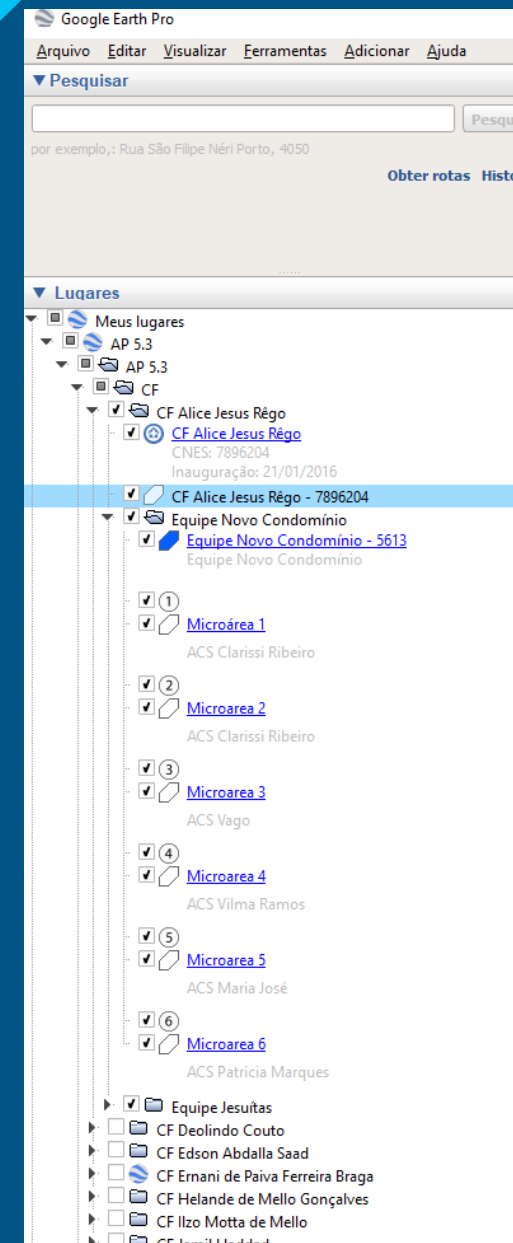 Google Earth Pro
Arquivo Editar Visualizar Ferramentas Adicionar Ajuda
Pesquisar
Pesqu
por exemplo,: Rua São Filipe Néri Porto, 4050
Obter rotas Histo
Lugares
Meus lugares
AP 5.3
AP 5.3
CF
CF Alice Jesus Rêgo
CF Alice Jesus Rêgo
CNES: 7896204
Inauguração: 21/01/2016
CF Alice Jesus Rêgo - 7896204
Equipe Novo Condomínio
Equipe Novo Condomínio - 5613
Equipe Novo Condomínio
1
Microárea 1
ACS Clarissi Ribeiro
2
Microarea 2
ACS Clarissi Ribeiro
3
Microarea 3
ACS Vago
4
Microarea 4
ACS Vilma Ramos
5
Microarea 5
ACS Maria José
6
Microarea 6
ACS Patricia Marques
Equipe Jesuítas
CF Deolindo Couto
CF Edson Abdalla Saad
CF Ernani de Paiva Ferreira Braga
CF Helande de Mello Gonçalves
CF Ilzo Motta de Mello